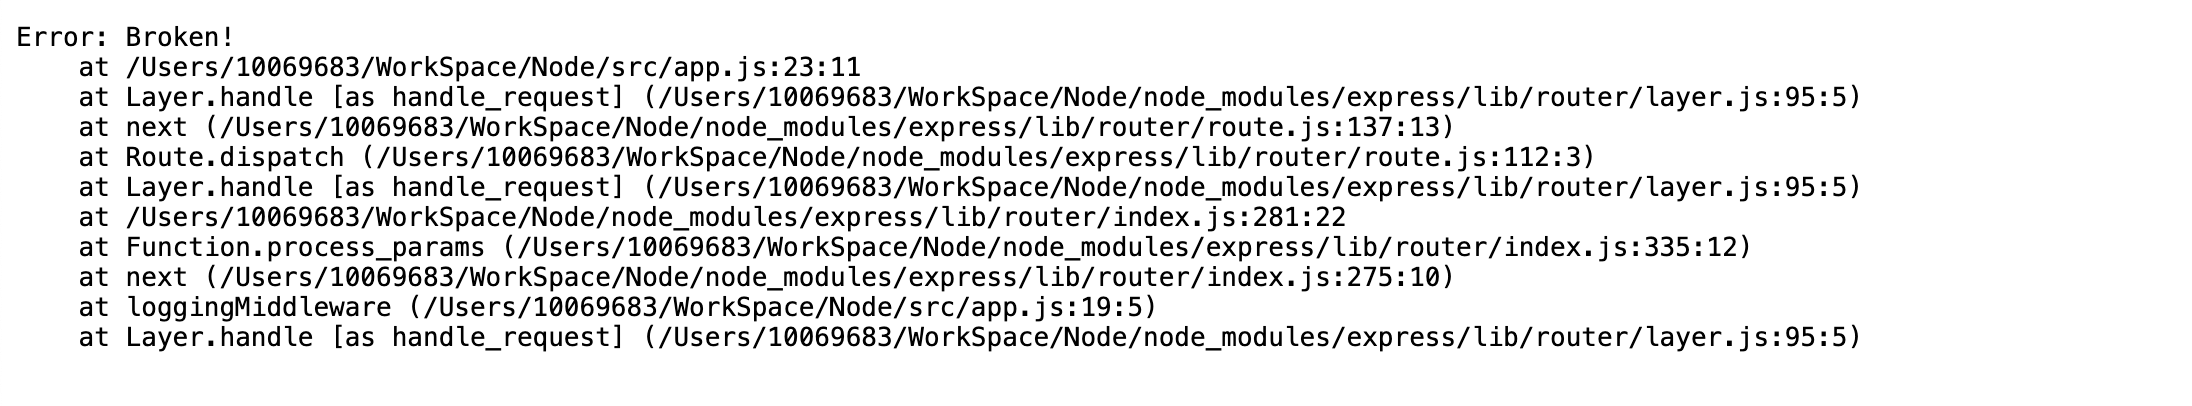 Error: Broken!
    at /Users/10069683/WorkSpace/Node/src/app.js:23:11
    at Layer.handle [as handle_request] (/Users/10069683/WorkSpace/Node/node_modules/express/lib/router/layer.js:95:5)
    at next (/Users/10069683/WorkSpace/Node/node_modules/express/lib/router/route.js:137:13)
    at Route.dispatch (/Users/10069683/WorkSpace/Node/node_modules/express/lib/router/route.js:112:3)
    at Layer.handle [as handle_request] (/Users/10069683/WorkSpace/Node/node_modules/express/lib/router/layer.js:95:5)
    at /Users/10069683/WorkSpace/Node/node_modules/express/lib/router/index.js:281:22
    at Function.process_params (/Users/10069683/WorkSpace/Node/node_modules/express/lib/router/index.js:335:12)
    at next (/Users/10069683/WorkSpace/Node/node_modules/express/lib/router/index.js:275:10)
    at loggingMiddleware (/Users/10069683/WorkSpace/Node/src/app.js:19:5)
    at Layer.handle [as handle_request] (/Users/10069683/WorkSpace/Node/node_modules/express/lib/router/layer.js:95:5)